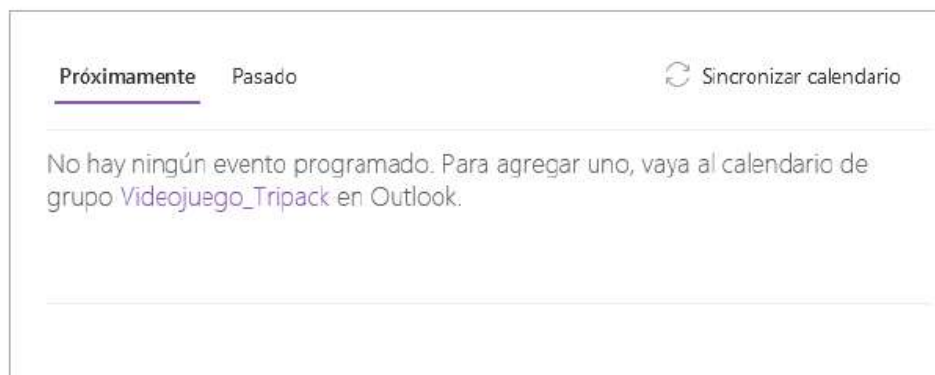 Próximamente Pasado Sincronizar calendario
No hay ningún evento programado. Para agregar uno, vaya al calendario de
grupo Videojuego_Tripack en Outlook.